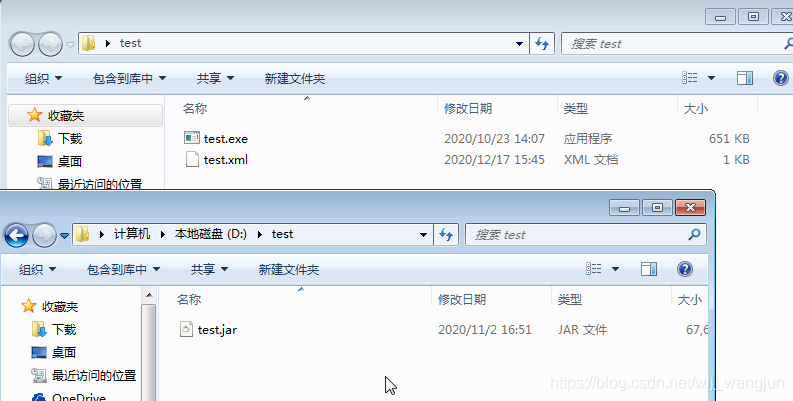 test
搜索 test
组织 包含到库中 共享 新建文件夹
名称 修改日期 类型 大小
收藏夹
下载
桌面
最近访问的位置
test.exe 2020/10/23 14:07 应用程序 651 KB
test.xml 2020/12/17 15:45 XML 文档 1 KB
计算机 本地磁盘 (D:) test
搜索 test
组织 包含到库中 共享 新建文件夹
名称 修改日期 类型 大小
收藏夹
下载
桌面
最近访问的位置
OneDrive
test.jar 2020/11/2 16:51 JAR 文件 67,6
https://blog.csdn.net/wlj_wangjun